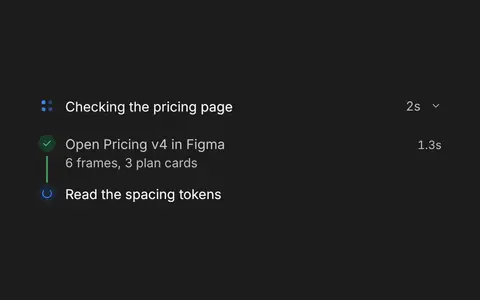 Checking the pricing page 2s
Open Pricing v4 in Figma 1.3s
6 frames, 3 plan cards
Read the spacing tokens